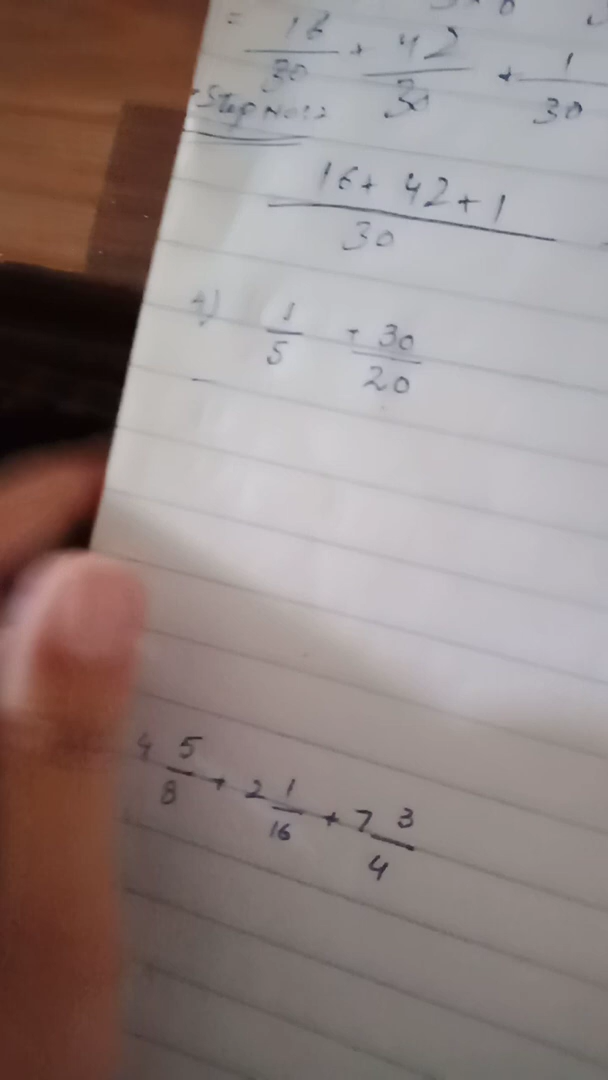 = 16/30 + 42/30 + 1/30
Step No:2
16+ 42+1 / 30
4) 1/5 + 30/20
4 5/8 + 2 1/16 + 7 3/4